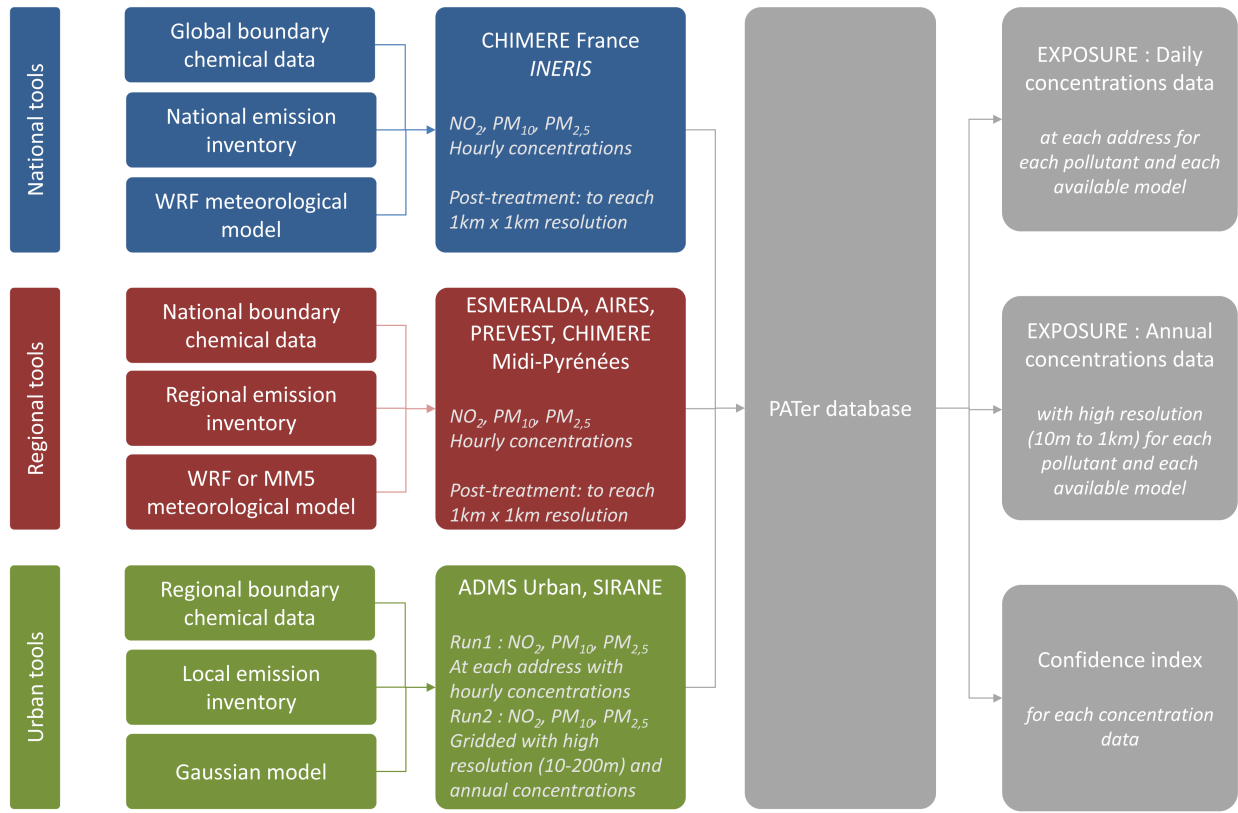 National tools
Global boundary
chemical data
National emission
inventory
WRF meteorological
model
CHIMERE France
INERIS
NO2, PM10, PM2,5
Hourly concentrations
Post-treatment: to reach
1km x 1km resolution
Regional tools
National boundary
chemical data
Regional emission
inventory
WRF or MM5
meteorological model
ESMERALDA, AIRES,
PREVEST, CHIMERE
Midi-Pyrénées
NO2, PM10, PM2,5
Hourly concentrations
Post-treatment: to reach
1km x 1km resolution
Urban tools
Regional boundary
chemical data
Local emission
inventory
Gaussian model
ADMS Urban, SIRANE
Run1 : NO2, PM10, PM2,5
At each address with
hourly concentrations
Run2 : NO2, PM10, PM2,5
Gridded with high
resolution (10-200m) and
annual concentrations
PATer database
EXPOSURE : Daily
concentrations data
at each address for
each pollutant and each
available model
EXPOSURE : Annual
concentrations data
with high resolution
(10m to 1km) for each
pollutant and each
available model
Confidence index
for each concentration
data